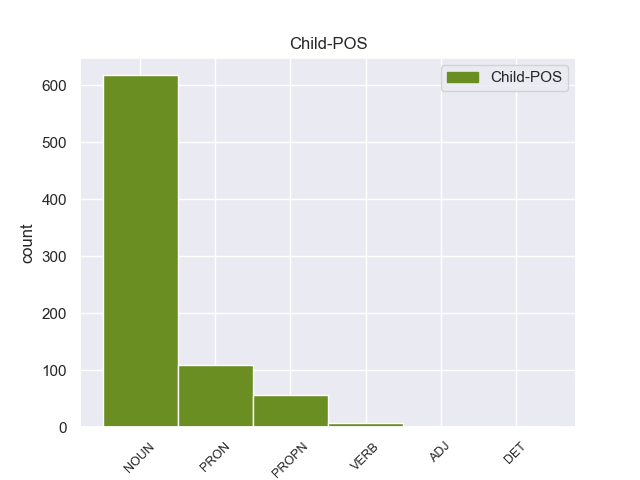 Child-POS
Child-POS
600
500
400
300
200
100
0
count
NOUN
PRON
PROPN
VERB
ADJ
DET